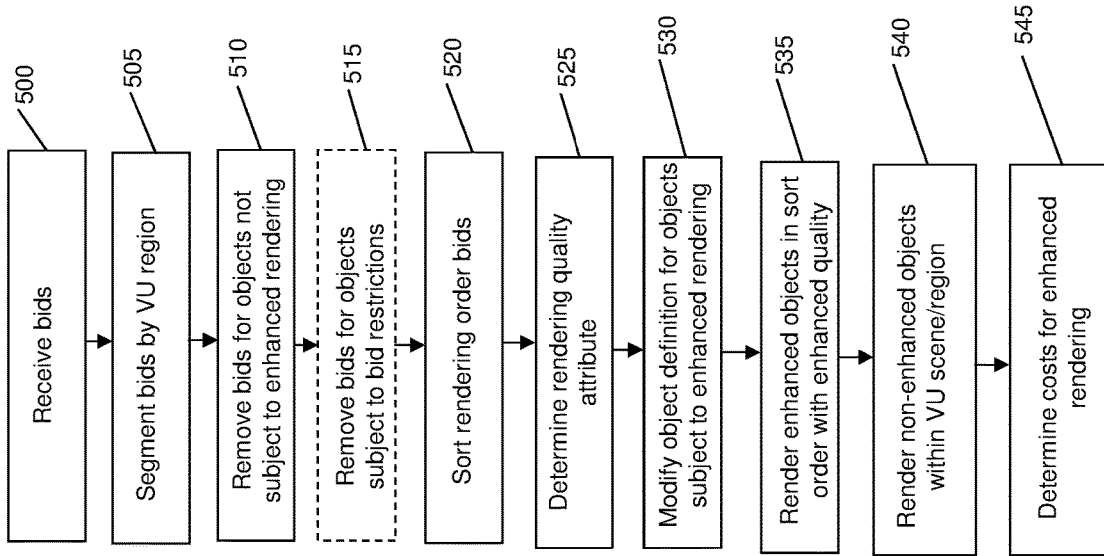 Receive bids
500
Segment bids by VU region
505
Remove bids for objects not
subject to enhanced rendering
510
Remove bids for objects
subject to bid restrictions
515
Sort rendering order bids
520
Determine rendering quality
attribute
525
Modify object definition for objects
subject to enhanced rendering
530
Render enhanced objects in sort
order with enhanced quality
535
Render non-enhanced objects
within VU scene/region
540
Determine costs for enhanced
rendering
545